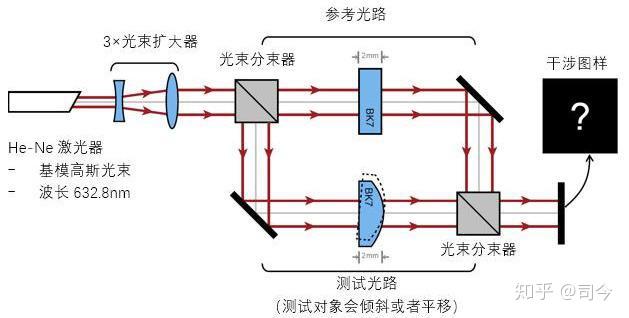 参考光路
3×光束扩大器
光束分束器
2mm
BK7
干涉图样
?
He-Ne 激光器
- 基模高斯光束
- 波长 632.8nm
BK7
光束分束器
2mm
测试光路
(测试对象会倾斜或者平移)
知乎 @司今